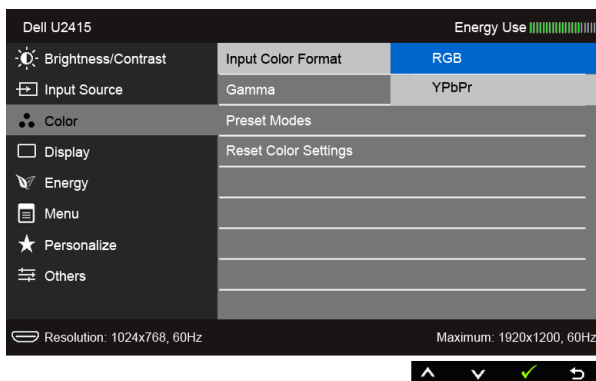 Dell U2415 Energy Use
Brightness/Contrast Input Color Format RGB
Input Source Gamma YPbPr
Color Preset Modes
Display Reset Color Settings
Energy
Menu
Personalize
Others
Resolution: 1024x768, 60Hz Maximum: 1920x1200, 60Hz